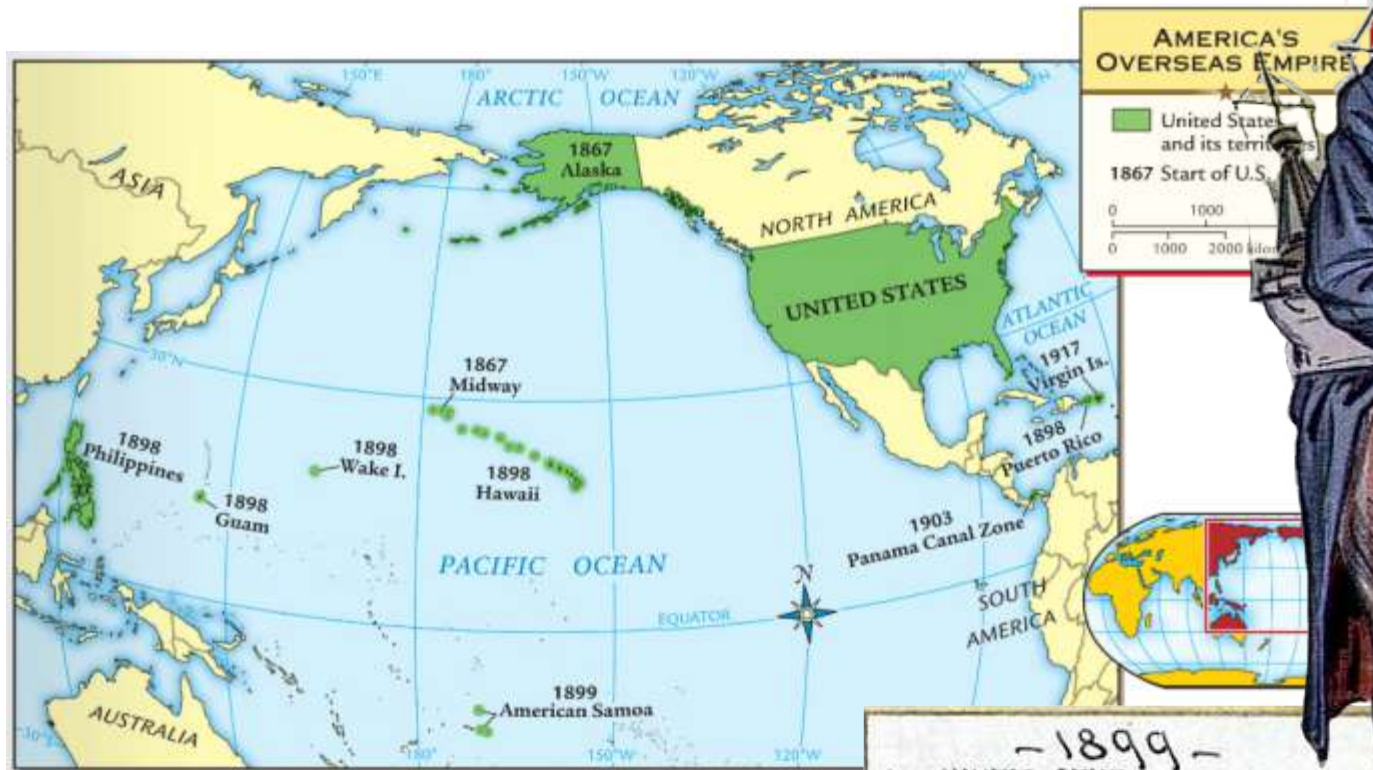 AMERICA'S
OVERSEAS EMPIRE
United States
and its territories
1867 Start of U.S.
0 1000
0 1000 2000
150°E
180°
150°W
120°W
60°W
ARCTIC OCEAN
ASIA
1867
Alaska
NORTH AMERICA
UNITED STATES
ATLANTIC
OCEAN
1917
Virgin Is.
1898
Puerto Rico
30°N
1867
Midway
1898
Philippines
1898
Wake I.
1898
Hawaii
1898
Guam
1903
Panama Canal Zone
PACIFIC OCEAN
N
EQUATOR
SOUTH
AMERICA
1899
American Samoa
AUSTRALIA
180°
150°W
120°W
-1899-